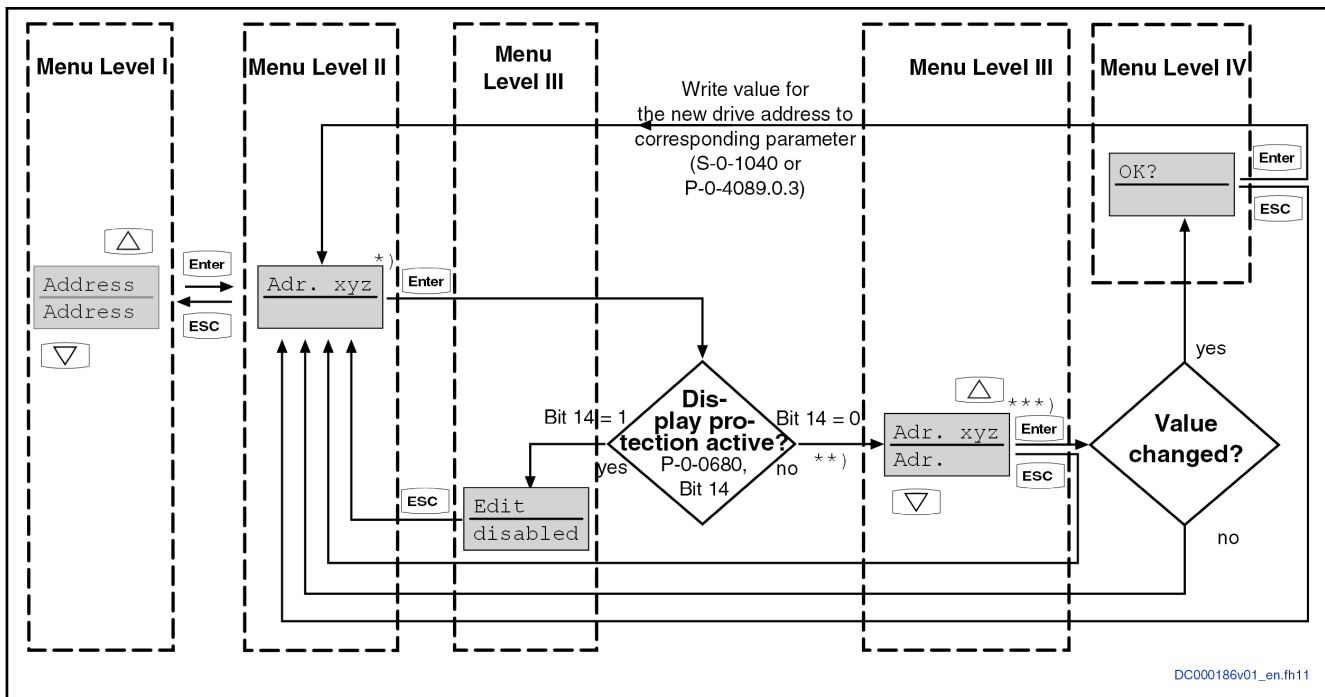 Menu Level I
Menu Level II
Menu
Level III
Menu Level III
Menu Level IV
Write value for
the new drive address to
corresponding parameter
(S-0-1040 or
P-0-4089.0.3)
OK?
Enter
ESC
Address
Address
Enter
ESC
Adr. xyz
*)
Enter
yes
Bit 14 = 1
yes
Dis-
play pro-
tection active?
P-0-0680,
Bit 14
Bit 14 = 0
no
**)
Adr. xyz
Adr.
***)
Enter
ESC
Value
changed?
no
ESC
Edit
disabled
DC000186v01_en.fh11